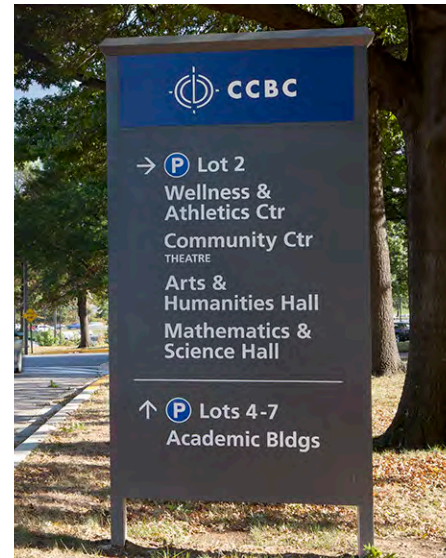 CCBC
→ P Lot 2
Wellness &
Athletics Ctr
Community Ctr
THEATRE
Arts &
Humanities Hall
Mathematics &
Science Hall
↑ P Lots 4-7
Academic Bldgs